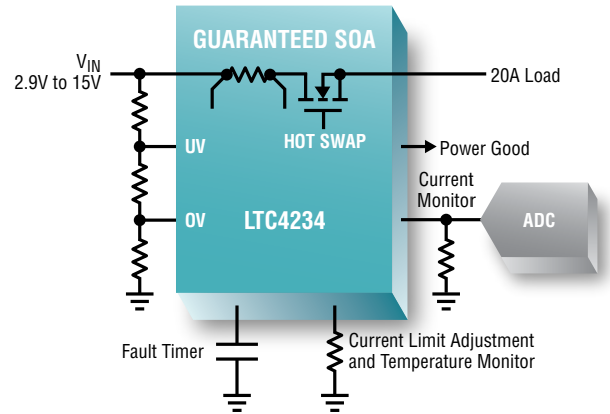 GUARANTEED SOA
VIN
2.9V to 15V
20A Load
HOT SWAP
UV
Power Good
Current
Monitor
OV
LTC4234
ADC
Fault Timer
Current Limit Adjustment
and Temperature Monitor